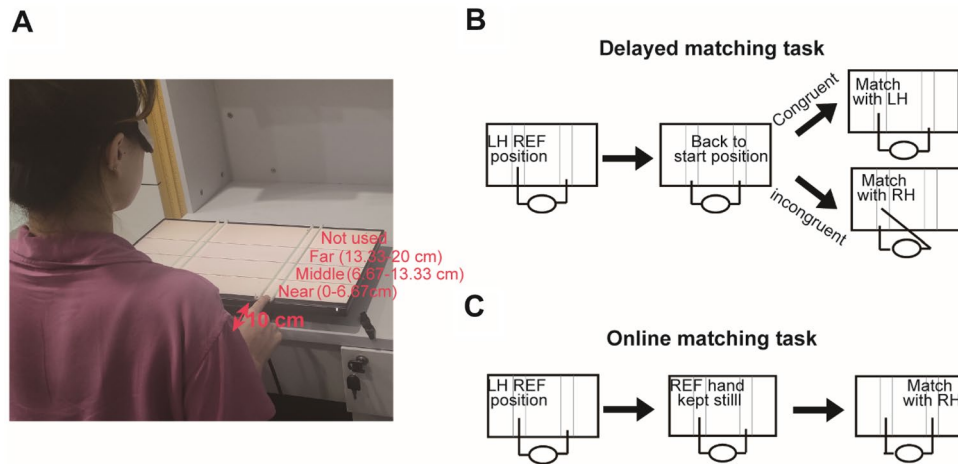 A
Not used
Far (13.33-20 cm)
Middle (6.67-13.33 cm)
Near (0-6.67cm)
10 cm
B
Delayed matching task
LH REF
position
Back to
start position
Congruent
Match
with LH
incongruent
Match
with RH
C
Online matching task
LH REF
position
REF hand
kept stilll
Match
with RH